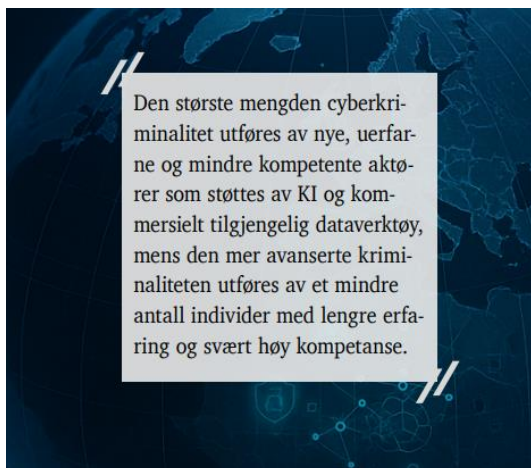 Den største mengden cyberkri-
minalitet utføres av nye, uerfar-
ne og mindre kompetente aktø-
rer som støttes av KI og kom-
mersielt tilgjengelig dataverktøy,
mens den mer avanserte krimi-
naliteten utføres av et mindre
antall individer med lengre erfa-
ring og svært høy kompetanse.